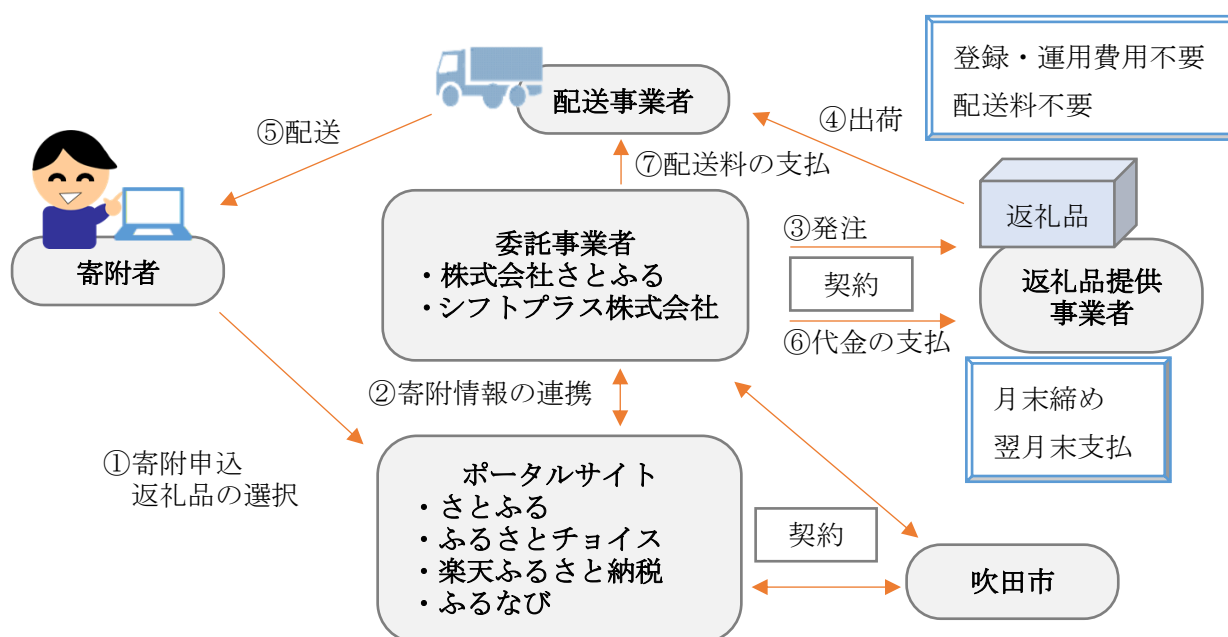 登録・運用費用不要
配送料不要
配送事業者
④出荷
⑤配送
⑦配送料の支払
返礼品
委託事業者
・株式会社さとふる
・シフトプラス株式会社
③発注
契約
⑥代金の支払
返礼品提供
事業者
寄附者
月末締め
翌月末支払
②寄附情報の連携
①寄附申込
返礼品の選択
ポータルサイト
・さとふる
・ふるさとチョイス
・楽天ふるさと納税
・ふるなび
契約
吹田市